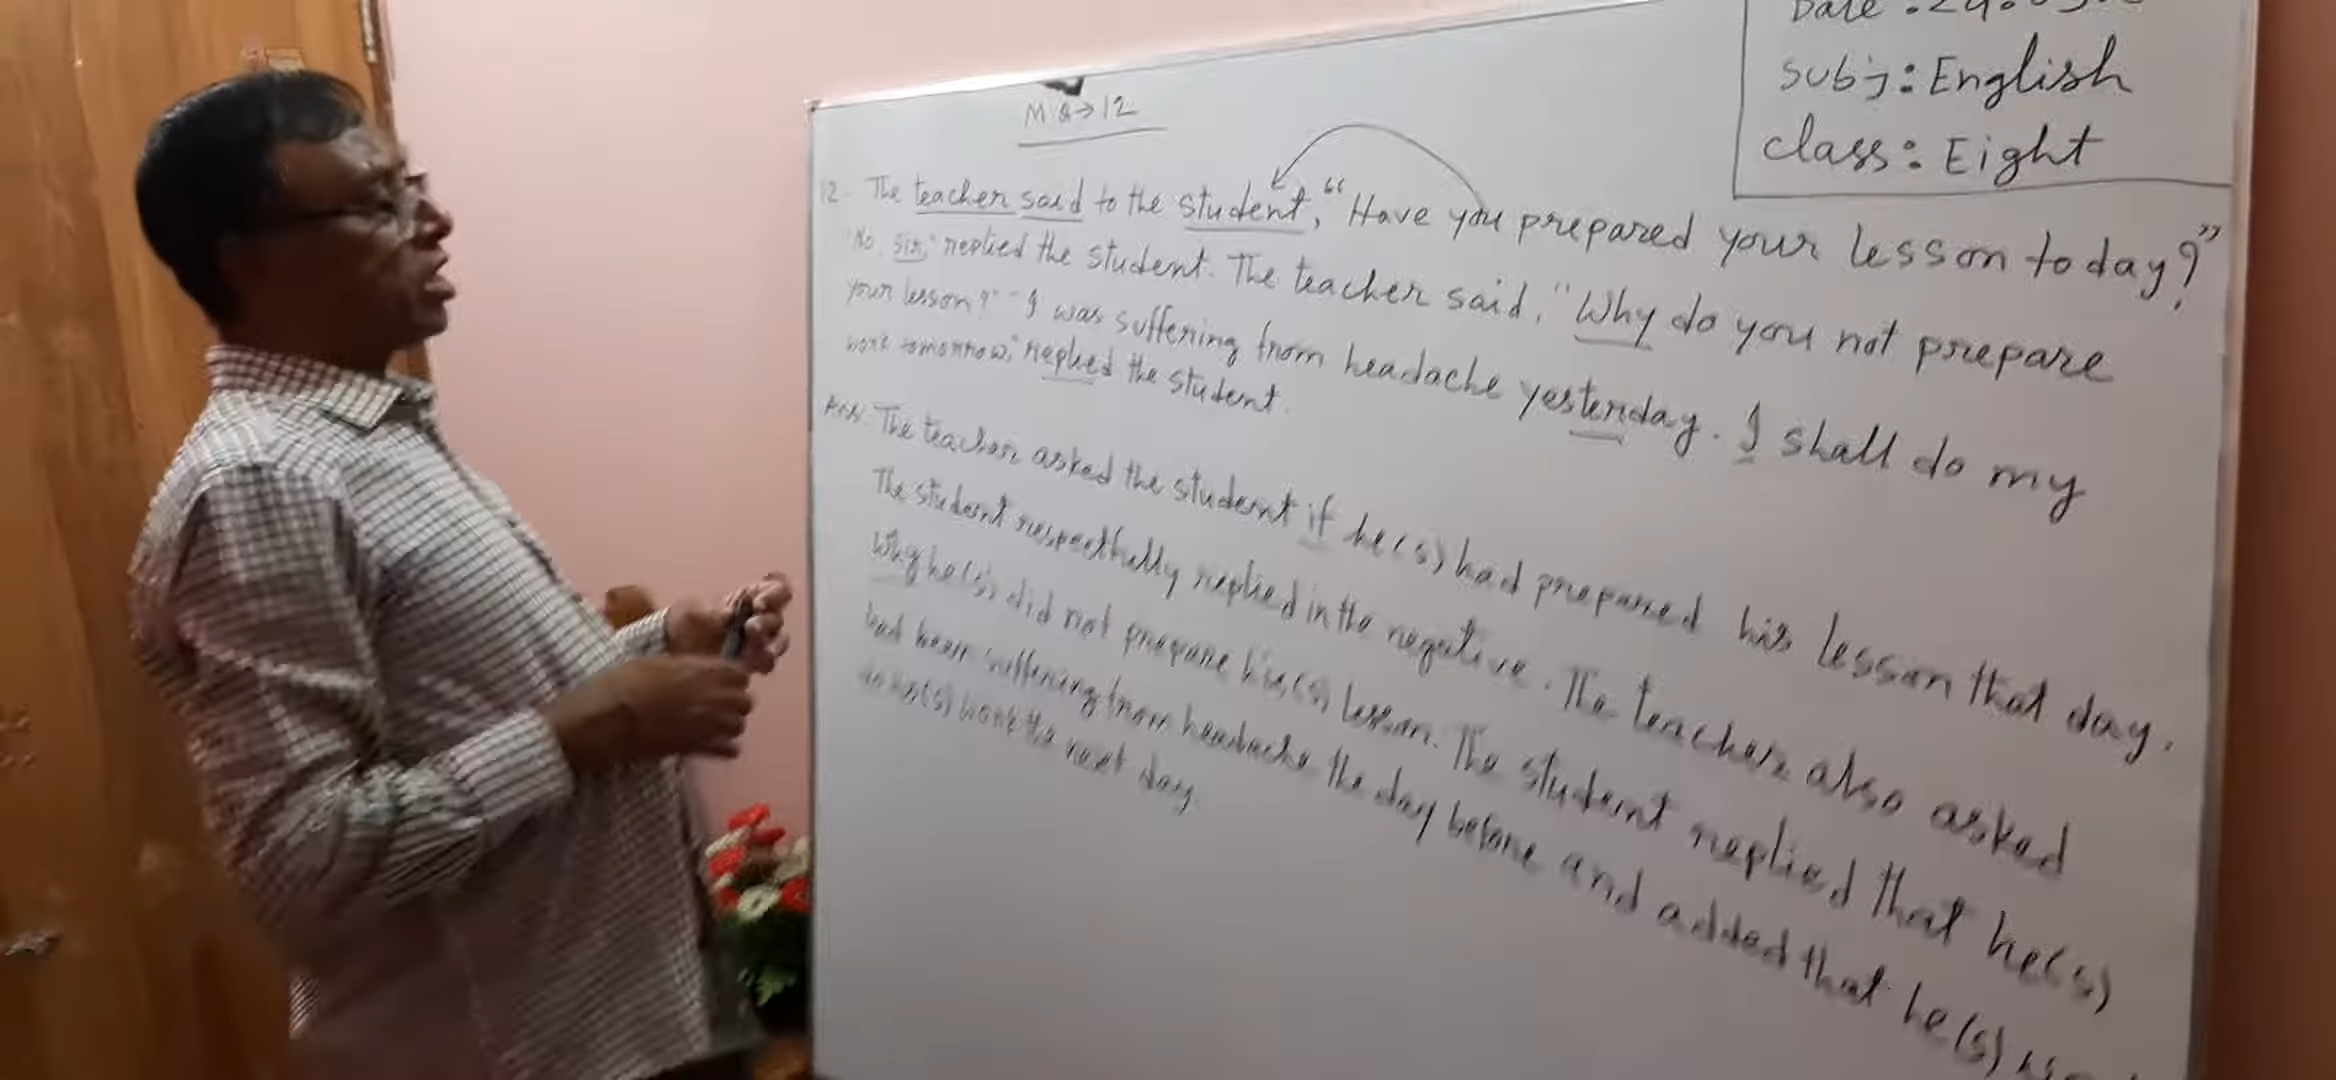 subj: English
class: Eight
M Q → 12
12. The teacher said to the student, "Have you prepared your lesson today?"
"No, sir," replied the student. The teacher said, "Why do you not prepare
your lesson?" "I was suffering from headache yesterday. I shall do my
work tomorrow," replied the student.
Ans. The teacher asked the student if he(s) had prepared his lesson that day.
The student respectfully replied in the negative. The teacher also asked
why he(s) did not prepare his(s) lesson. The student replied that he(s)
had been suffering from headache the day before and added that he(s)
do his(s) work the next day.